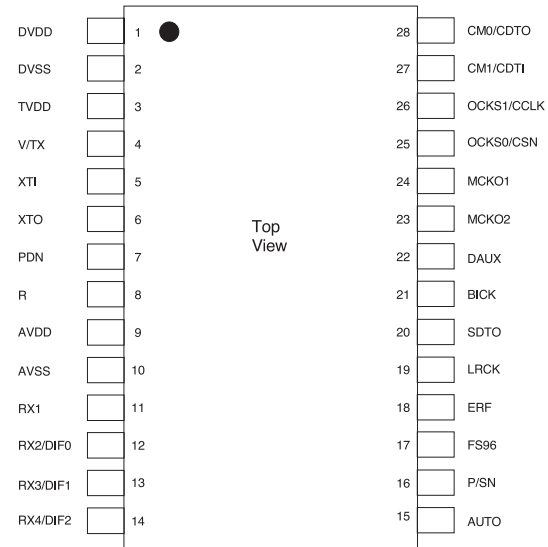 DVDD 1 28 CM0/CDTO
DVSS 2 27 CM1/CDTI
TVDD 3 26 OCKS1/CCLK
V/TX 4 25 OCKS0/CSN
XTI 5 24 MCKO1
XTO 6 23 MCKO2
Top
View
PDN 7 22 DAUX
R 8 21 BICK
AVDD 9 20 SDTO
AVSS 10 19 LRCK
RX1 11 18 ERF
RX2/DIF0 12 17 FS96
RX3/DIF1 13 16 P/SN
RX4/DIF2 14 15 AUTO